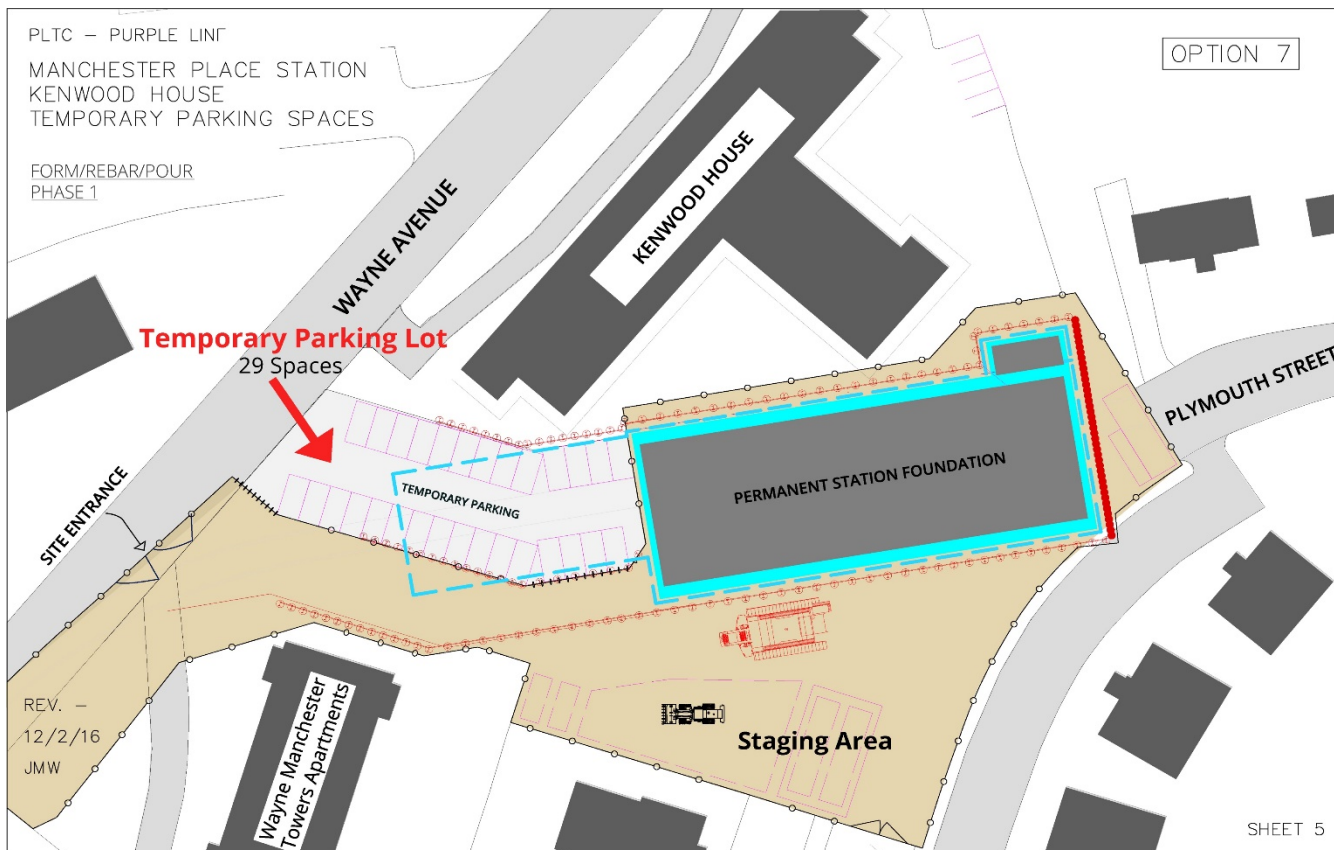 PLTC – PURPLE LINE
MANCHESTER PLACE STATION
KENWOOD HOUSE
TEMPORARY PARKING SPACES
FORM/REBAR/POUR
PHASE 1
OPTION 7
KENWOOD HOUSE
WAYNE AVENUE
Temporary Parking Lot
29 Spaces
PLYMOUTH STREET
TEMPORARY PARKING
PERMANENT STATION FOUNDATION
SITE ENTRANCE
Staging Area
Wayne Manchester
Towers Apartments
REV. –
12/2/16
JMW
SHEET 5